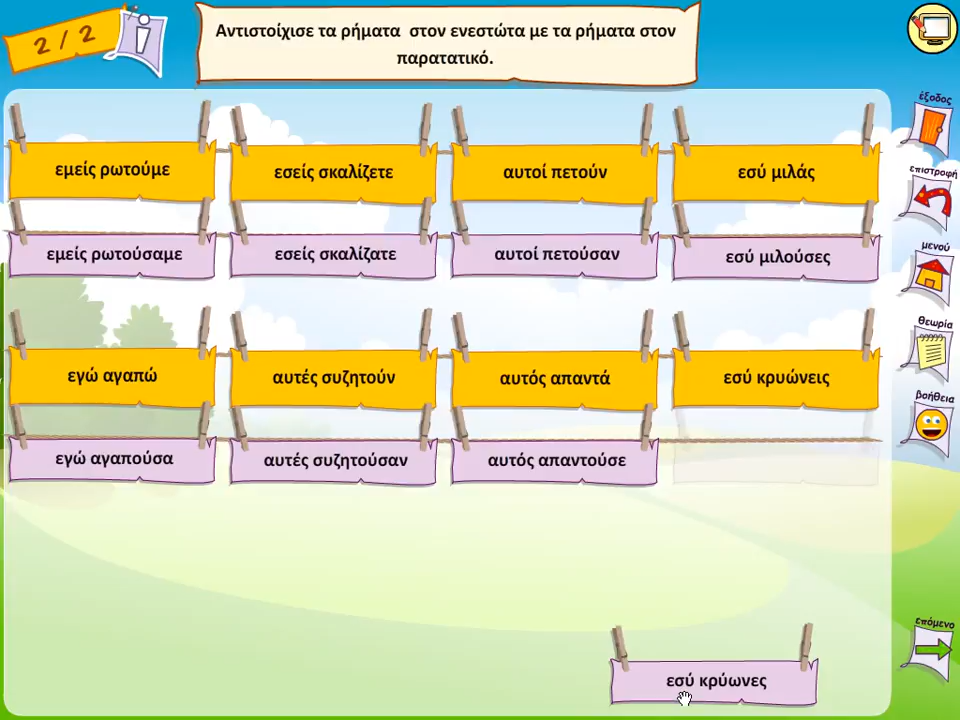 2 / 2
Αντιστοίχισε τα ρήματα στον ενεστώτα με τα ρήματα στον
παρατατικό.
έξοδος
επιστροφή
μενού
θεωρία
βοήθεια
επόμενο
εμείς ρωτούμε
εσείς σκαλίζετε
αυτοί πετούν
εσύ μιλάς
εμείς ρωτούσαμε
εσείς σκαλίζατε
αυτοί πετούσαν
εσύ μιλούσες
εγώ αγαπώ
αυτές συζητούν
αυτός απαντά
εσύ κρυώνεις
εγώ αγαπούσα
αυτές συζητούσαν
αυτός απαντούσε
εσύ κρύωνες